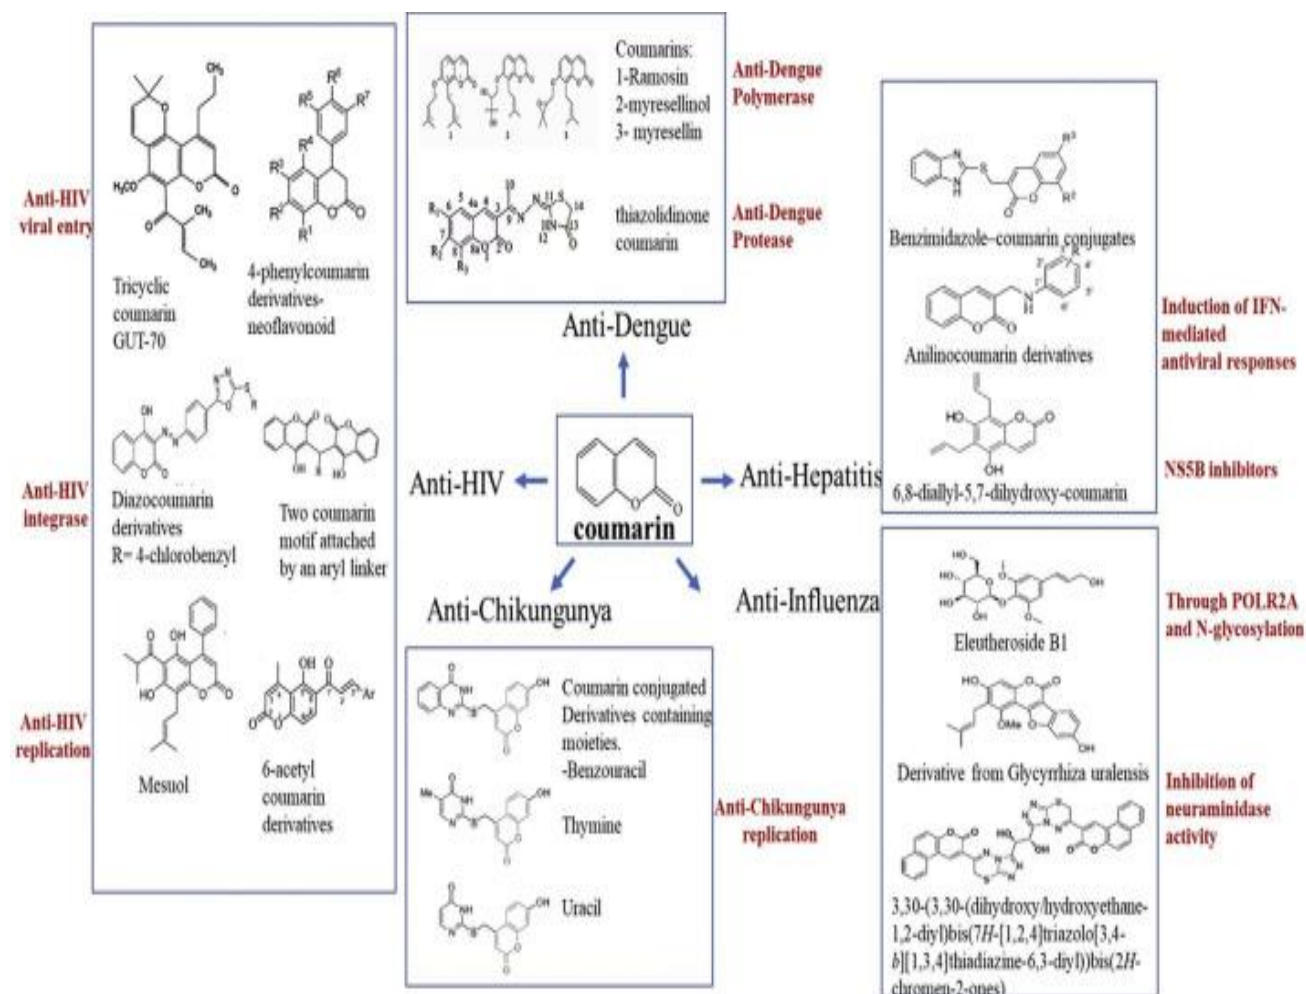 Anti-HIV
viral entry
Tricyclic
coumarin
GUT-70
4-phenylcoumarin
derivatives-
neoflavonoid
Anti-HIV
integrase
Diazocoumarin
derivatives
R= 4-chlorobenzyl
Two coumarin
motif attached
by an aryl linker
Anti-HIV
replication
Mesuol
6-acetyl
coumarin
derivatives
Coumarins:
1-Ramosin
2-myresellinol
3- myresellin
Anti-Dengue
Polymerase
thiazolidinone
coumarin
Anti-Dengue
Protease
Anti-Dengue
Anti-HIV
coumarin
Anti-Hepatitis
Anti-Chikungunya
Anti-Influenza
Coumarin conjugated
Derivatives containing
moieties.
-Benzouracil
Thymine
Uracil
Anti-Chikungunya
replication
Benzimidazole–coumarin conjugates
Anilinocoumarin derivatives
6,8-diallyl-5,7-dihydroxy-coumarin
Induction of IFN-
mediated
antiviral responses
NS5B inhibitors
Eleutheroside B1
Through POLR2A
and N-glycosylation
Derivative from Glycyrrhiza uralensis
Inhibition of
neuraminidase
activity
3,30-(3,30-(dihydroxy/hydroxyethane-
1,2-diyl)bis(7H-[1,2,4]triazolo[3,4-
b][1,3,4]thiadiazine-6,3-diyl))bis(2H-
chromen-2-ones)